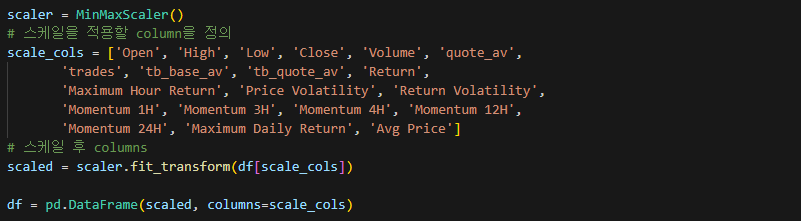 scaler = MinMaxScaler()
# 스케일을 적용할 column을 정의
scale_cols = ['Open', 'High', 'Low', 'Close', 'Volume', 'quote_av',
'trades', 'tb_base_av', 'tb_quote_av', 'Return',
'Maximum Hour Return', 'Price Volatility', 'Return Volatility',
'Momentum 1H', 'Momentum 3H', 'Momentum 4H', 'Momentum 12H',
'Momentum 24H', 'Maximum Daily Return', 'Avg Price']
# 스케일 후 columns
scaled = scaler.fit_transform(df[scale_cols])
df = pd.DataFrame(scaled, columns=scale_cols)